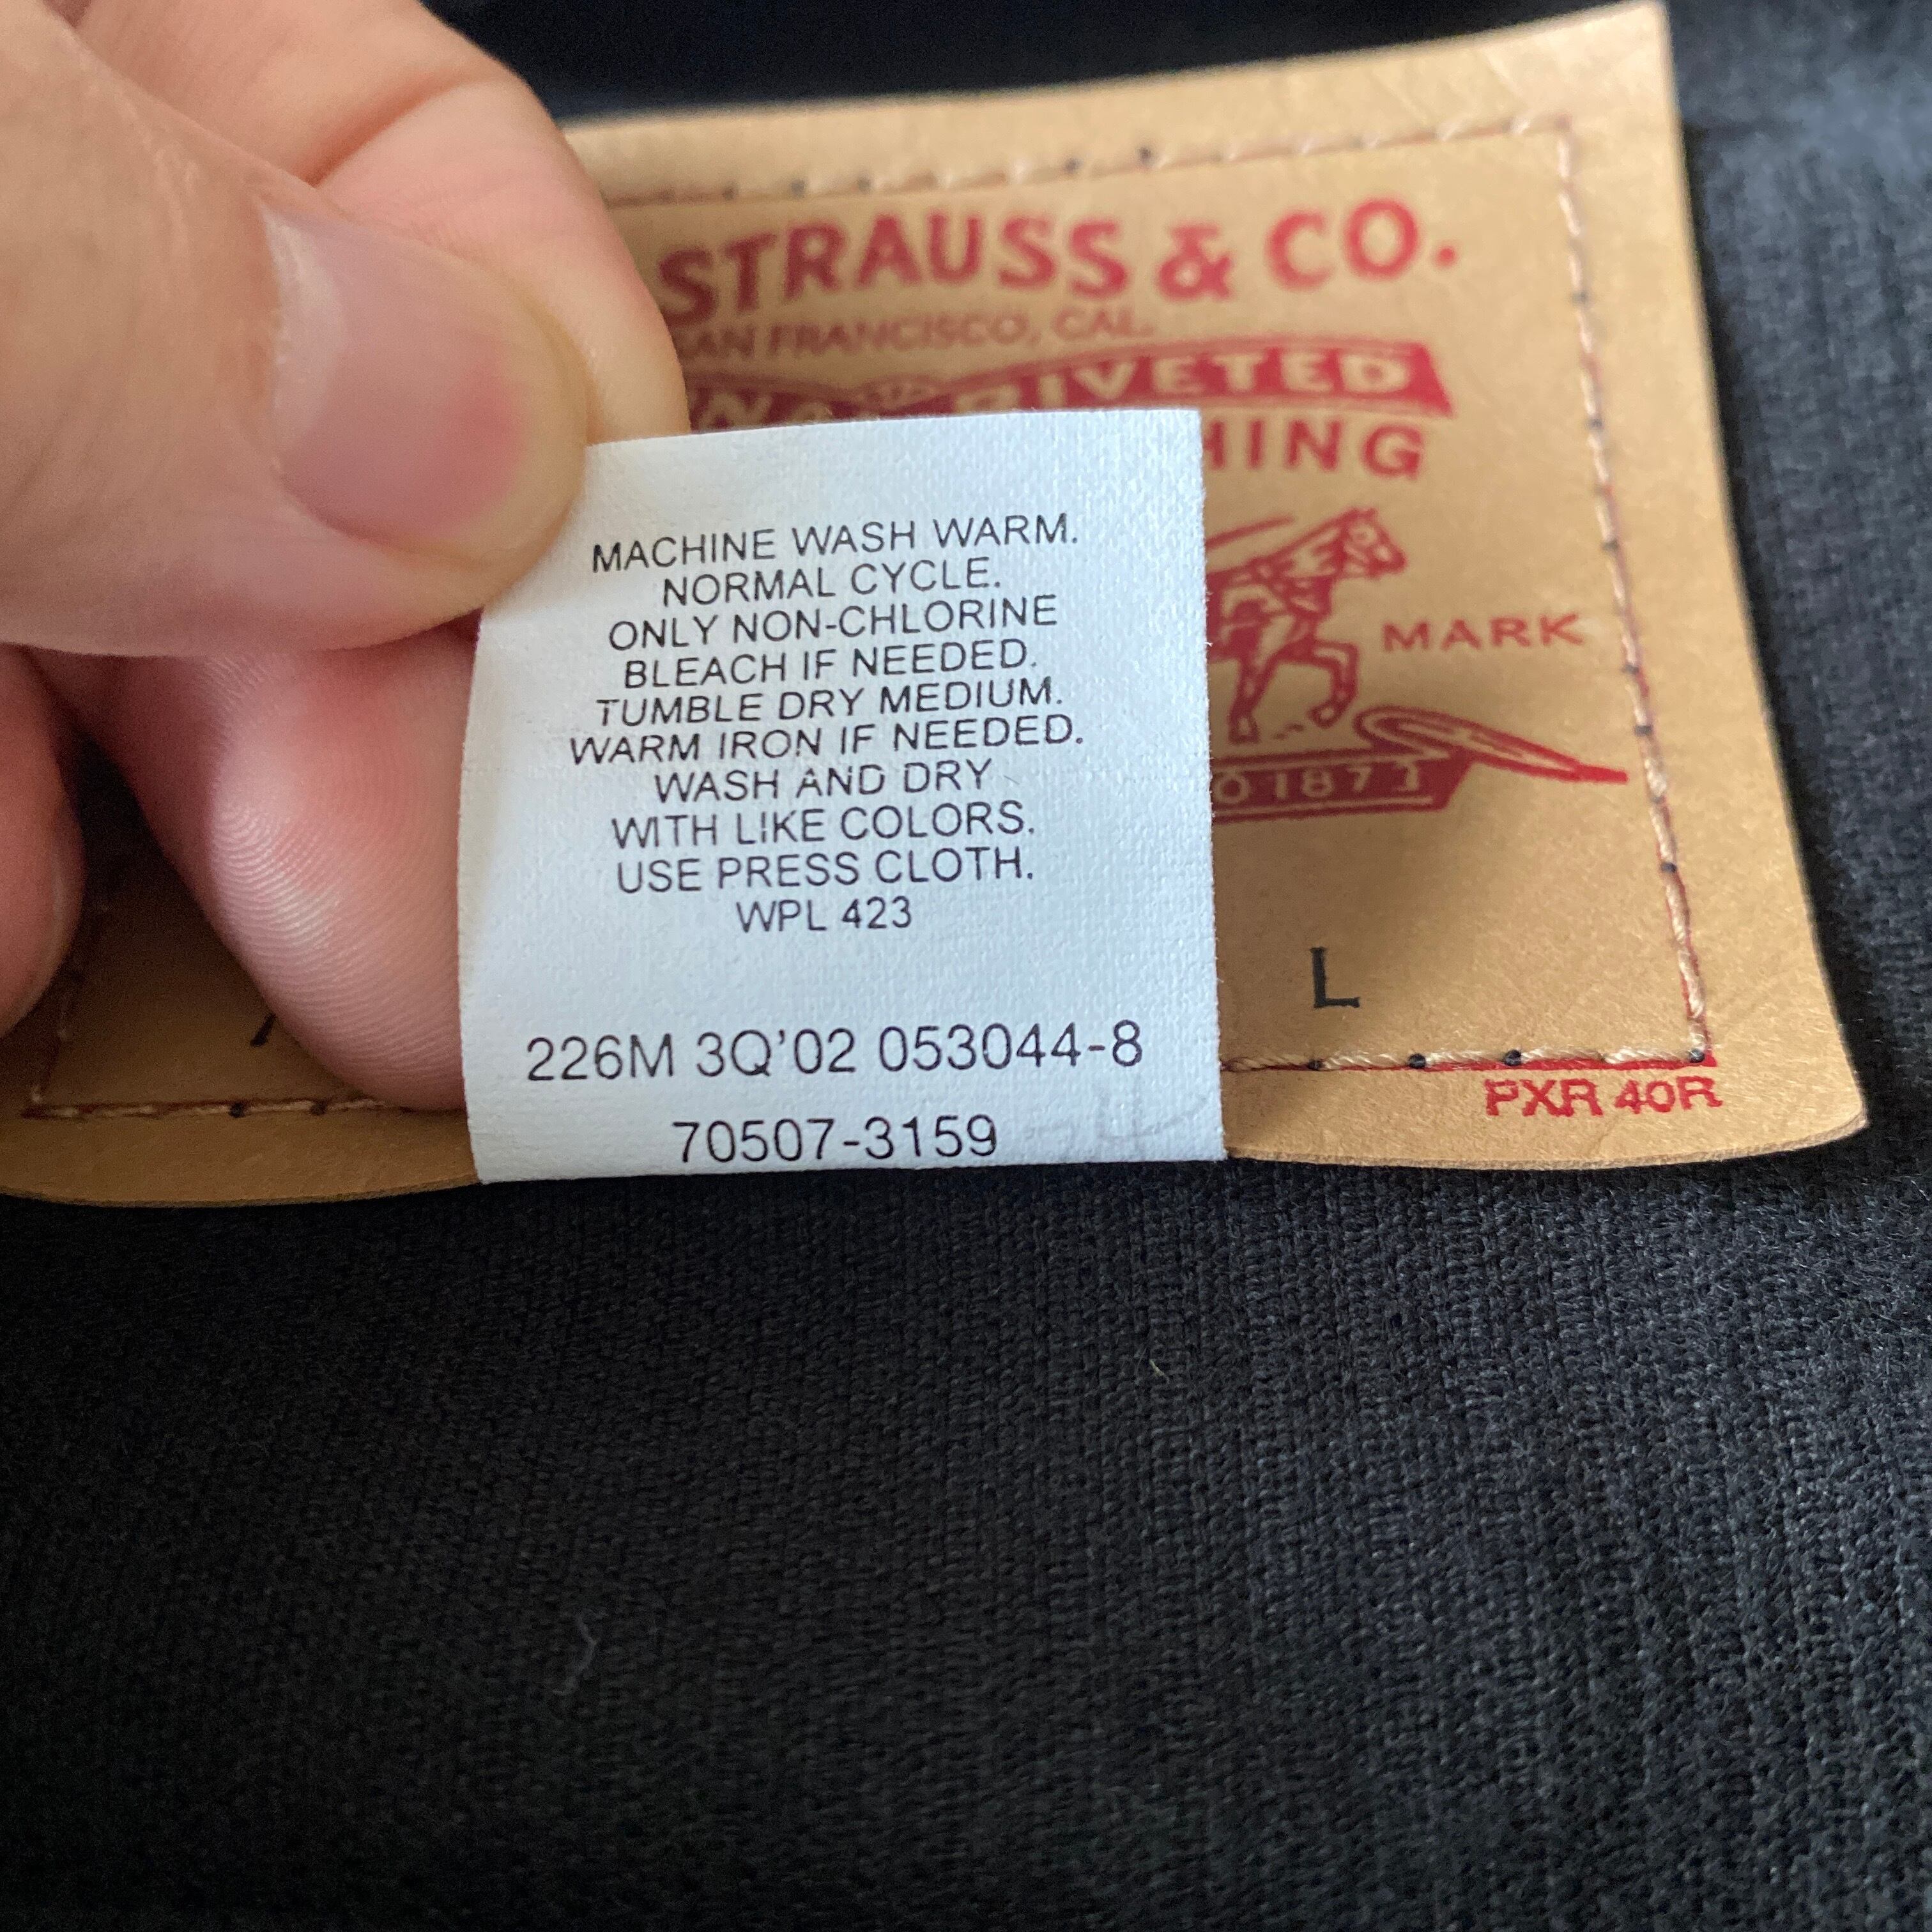 STRAUSS & CO.
SAN FRANCISCO, CAL.
RIVETED
HING
MARK
1873
L
PXR 40R
MACHINE WASH WARM.
NORMAL CYCLE.
ONLY NON-CHLORINE
BLEACH IF NEEDED.
TUMBLE DRY MEDIUM.
WARM IRON IF NEEDED.
WASH AND DRY
WITH LIKE COLORS.
USE PRESS CLOTH.
WPL 423
226M 3Q'02 053044-8
70507-3159